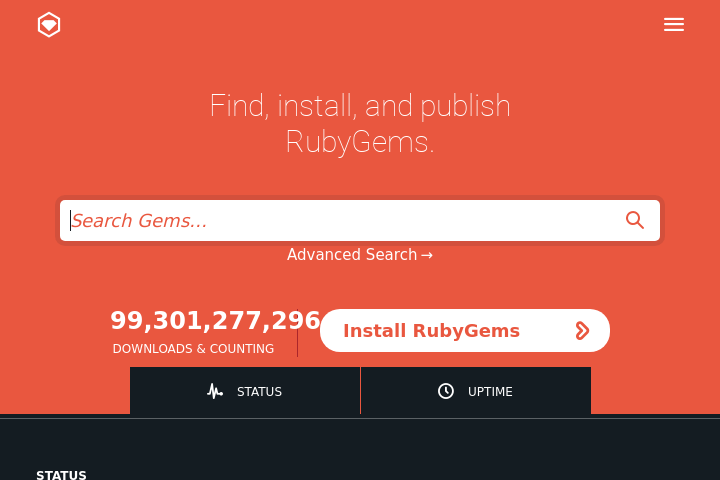 Find, install, and publish
RubyGems.
Search Gems...
Advanced Search →
99,301,277,296
DOWNLOADS & COUNTING
Install RubyGems
STATUS
UPTIME
STATUS